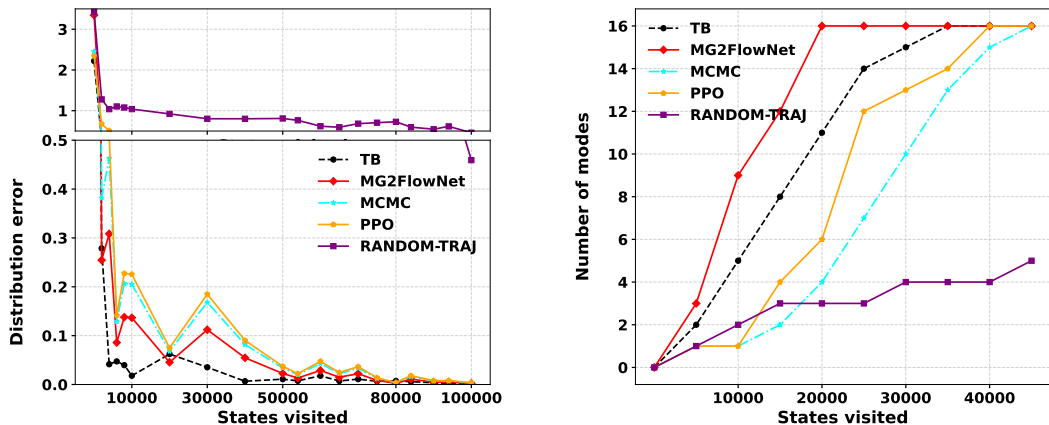 3
2
1
0.5
0.4
0.3
0.2
0.1
0.0
Distribution error
TB
MG2FlowNet
MCMC
PPO
RANDOM-TRAJ
10000 30000 50000 80000 100000
States visited
16
14
12
10
8
6
4
2
0
Number of modes
TB
MG2FlowNet
MCMC
PPO
RANDOM-TRAJ
10000 20000 30000 40000
States visited